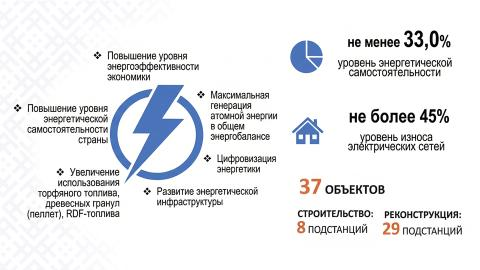 ❖ Повышение уровня
энергоэффективности
экономики
❖ Максимальная
генерация
атомной энергии
в общем
энергобалансе
❖ Цифровизация
энергетики
❖ Развитие энергетической
инфраструктуры
❖ Увеличение
использования
торфяного топлива,
древесных гранул
(пеллет), RDF-топлива
❖ Повышение уровня
энергетической
самостоятельности
страны
не менее 33,0%
уровень энергетической
самостоятельности
не более 45%
уровень износа
электрических сетей
37 ОБЪЕКТОВ
СТРОИТЕЛЬСТВО:
8 ПОДСТАНЦИЙ
РЕКОНСТРУКЦИЯ:
29 ПОДСТАНЦИЙ